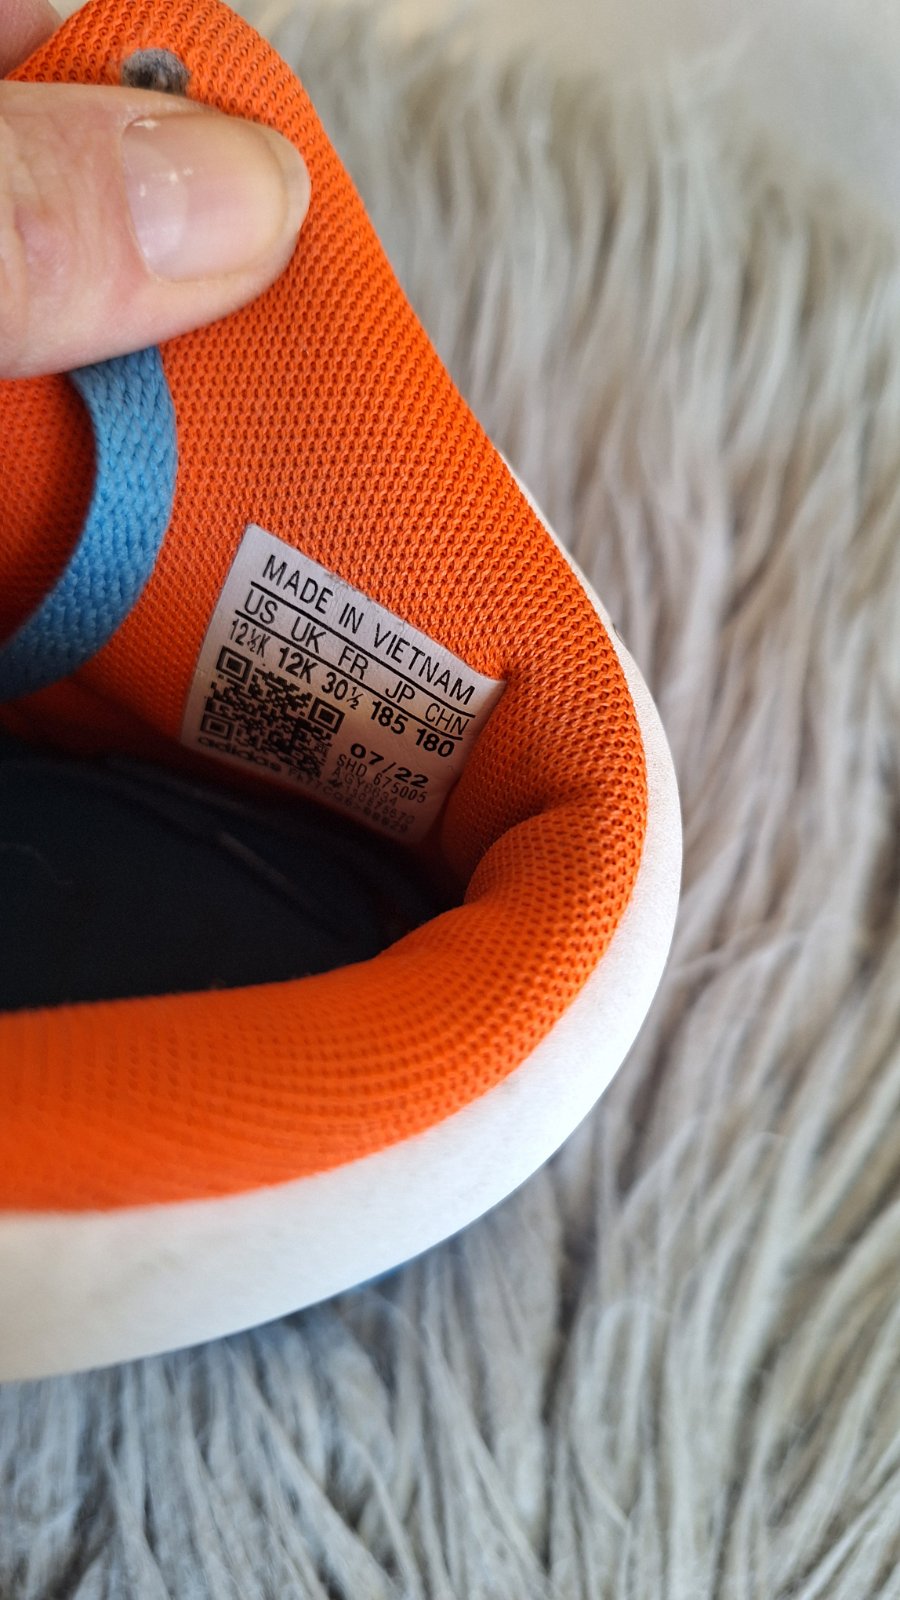 MADE IN VIETNAM
US UK FR JP CHN
12½K 12K 30½ 185 180
07/22
SHD 675005
adidas